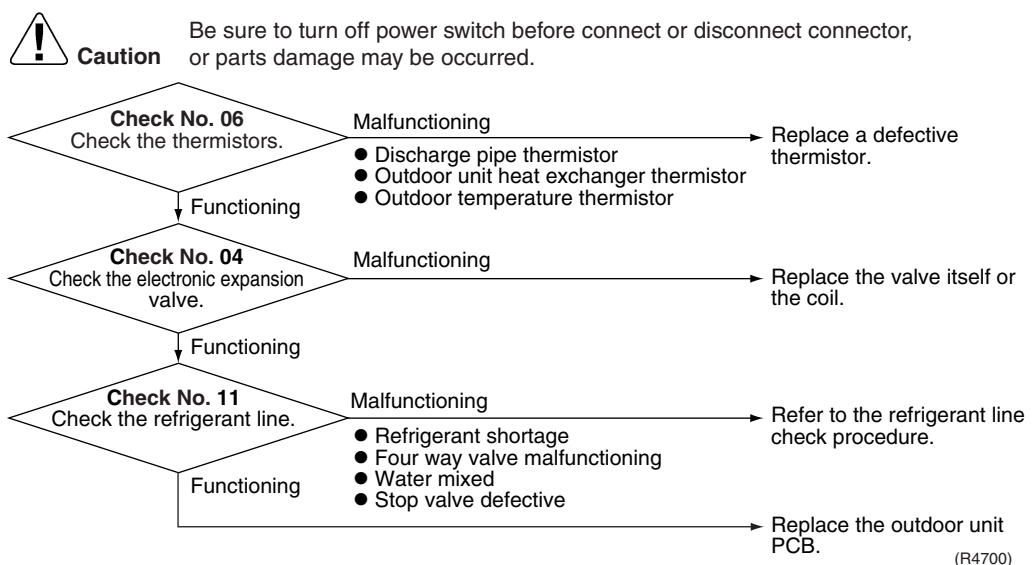 Be sure to turn off power switch before connect or disconnect connector,
Caution or parts damage may be occurred.
Check No. 06
Check the thermistors.
Malfunctioning
● Discharge pipe thermistor
● Outdoor unit heat exchanger thermistor
● Outdoor temperature thermistor
Replace a defective
thermistor.
Functioning
Check No. 04
Check the electronic expansion
valve.
Malfunctioning
Replace the valve itself or
the coil.
Functioning
Check No. 11
Check the refrigerant line.
Malfunctioning
● Refrigerant shortage
● Four way valve malfunctioning
● Water mixed
● Stop valve defective
Refer to the refrigerant line
check procedure.
Functioning
Replace the outdoor unit
PCB.
(R4700)